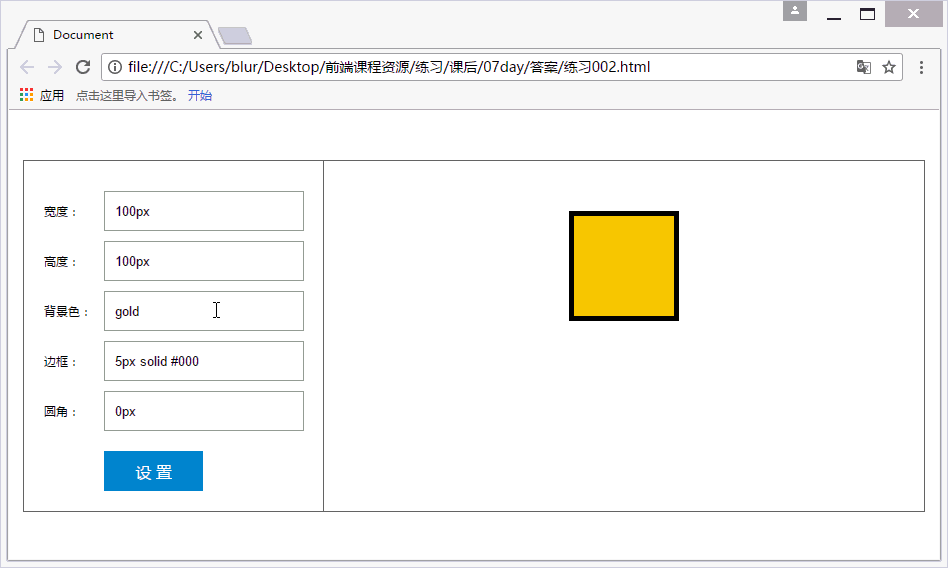 Document
file:///C:/Users/blur/Desktop/前端课程资源/练习/课后/07day/答案/练习002.html
应用 点击这里导入书签。 开始
宽度： 100px
高度： 100px
背景色： gold
边框： 5px solid #000
圆角： 0px
设 置